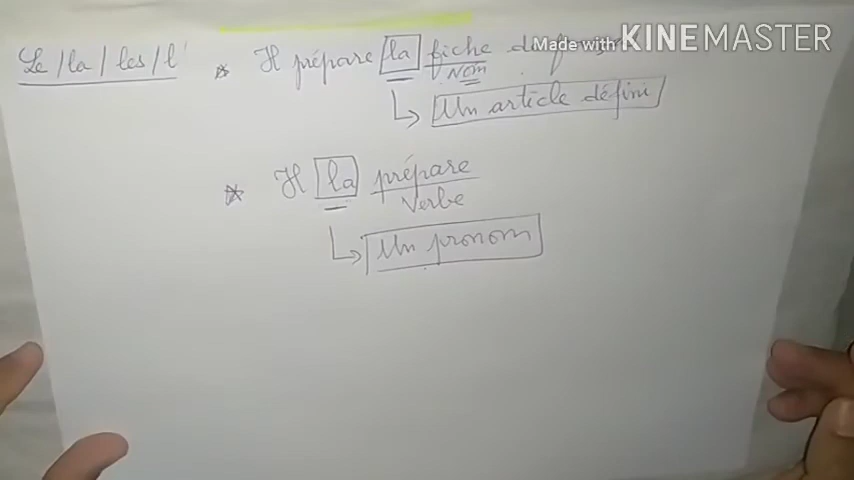 Le / la / les / l' * Il prépare la fiche de Made with KINEMASTER
Nom
Un article défini
* Il la prépare
Verbe
Un pronom